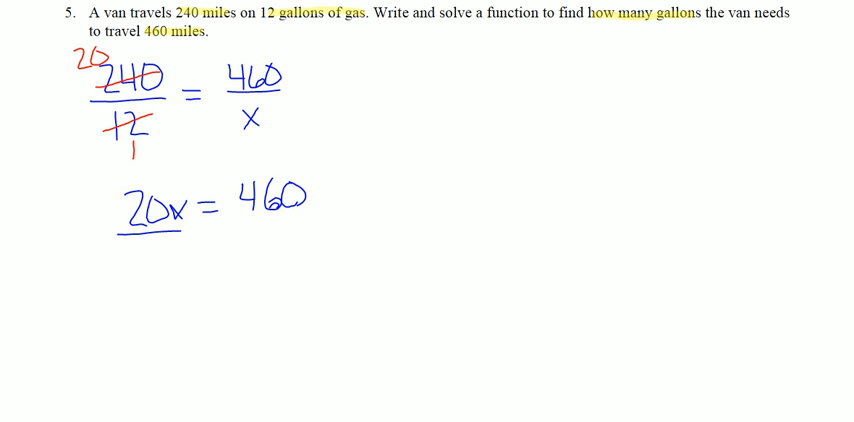 5. A van travels 240 miles on 12 gallons of gas. Write and solve a function to find how many gallons the van needs
to travel 460 miles.
20
240 = 460
12 x
1
20x = 460